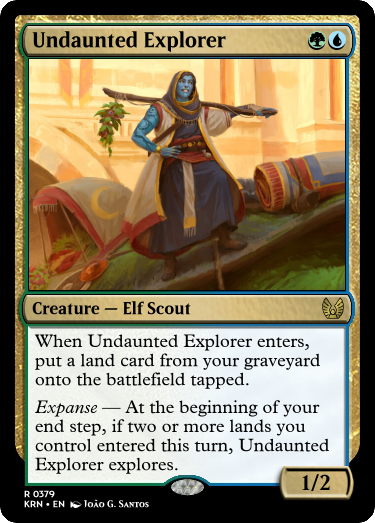 Undaunted Explorer
Creature — Elf Scout
When Undaunted Explorer enters,
put a land card from your graveyard
onto the battlefield tapped.
Expanse — At the beginning of your
end step, if two or more lands you
control entered this turn, Undaunted
Explorer explores.
1/2
R 0379
KRN • EN João G. Santos